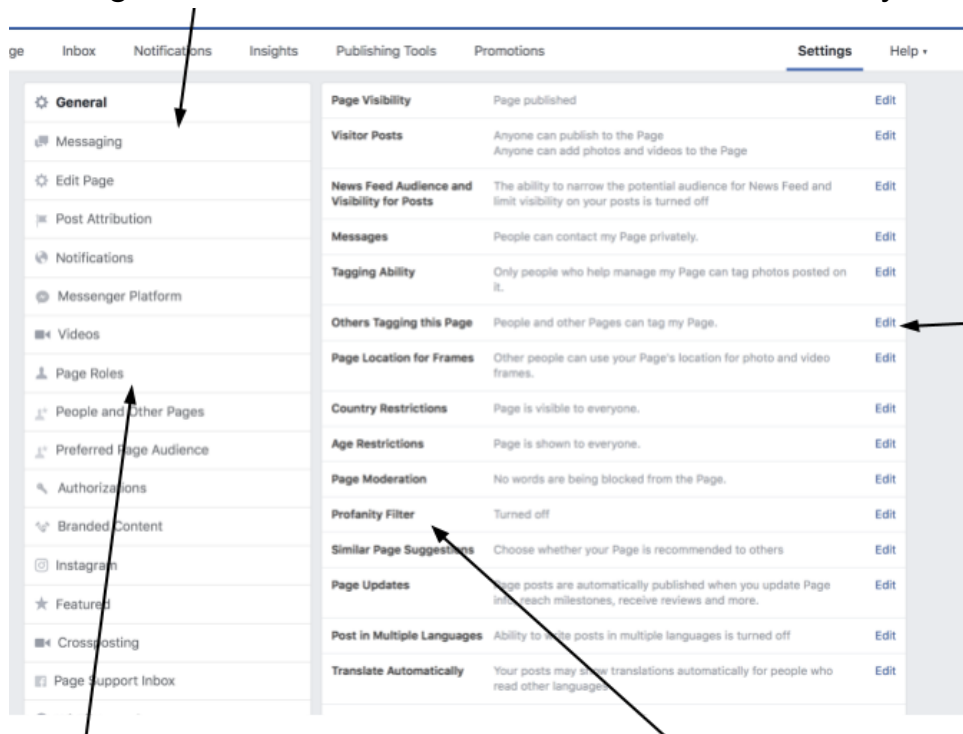 ge Inbox Notifications Insights Publishing Tools Promotions Settings Help
General
Messaging
Edit Page
Post Attribution
Notifications
Messenger Platform
Videos
Page Roles
People and Other Pages
Preferred Page Audience
Authorizations
Branded Content
Instagram
Featured
Crossposting
Page Support Inbox
Page Visibility Page published Edit
Visitor Posts Anyone can publish to the Page Edit
Anyone can add photos and videos to the Page
News Feed Audience and The ability to narrow the potential audience for News Feed and Edit
Visibility for Posts limit visibility on your posts is turned off
Messages People can contact my Page privately. Edit
Tagging Ability Only people who help manage my Page can tag photos posted on Edit
it.
Others Tagging this Page People and other Pages can tag my Page. Edit
Page Location for Frames Other people can use your Page's location for photo and video Edit
frames.
Country Restrictions Page is visible to everyone. Edit
Age Restrictions Page is shown to everyone. Edit
Page Moderation No words are being blocked from the Page. Edit
Profanity Filter Turned off Edit
Similar Page Suggestions Choose whether your Page is recommended to others Edit
Page Updates Page posts are automatically published when you update Page Edit
info, reach milestones, receive reviews and more.
Post in Multiple Languages Ability to write posts in multiple languages is turned off Edit
Translate Automatically Your posts may show translations automatically for people who Edit
read other languages